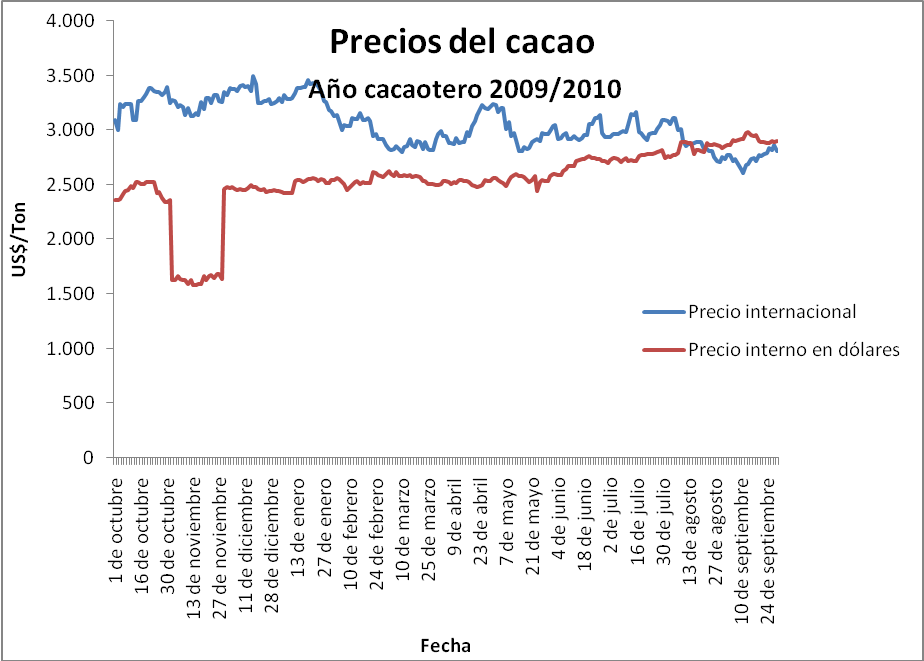 Precios del cacao
Año cacaotero 2009/2010
4.000
3.500
3.000
2.500
2.000
1.500
1.000
500
0
US$/Ton
Precio internacional
Precio interno en dólares
1 de octubre
16 de octubre
30 de octubre
13 de noviembre
27 de noviembre
11 de diciembre
28 de diciembre
13 de enero
27 de enero
10 de febrero
24 de febrero
10 de marzo
25 de marzo
9 de abril
23 de abril
7 de mayo
21 de mayo
4 de junio
18 de junio
2 de julio
16 de julio
30 de julio
13 de agosto
27 de agosto
10 de septiembre
24 de septiembre
Fecha